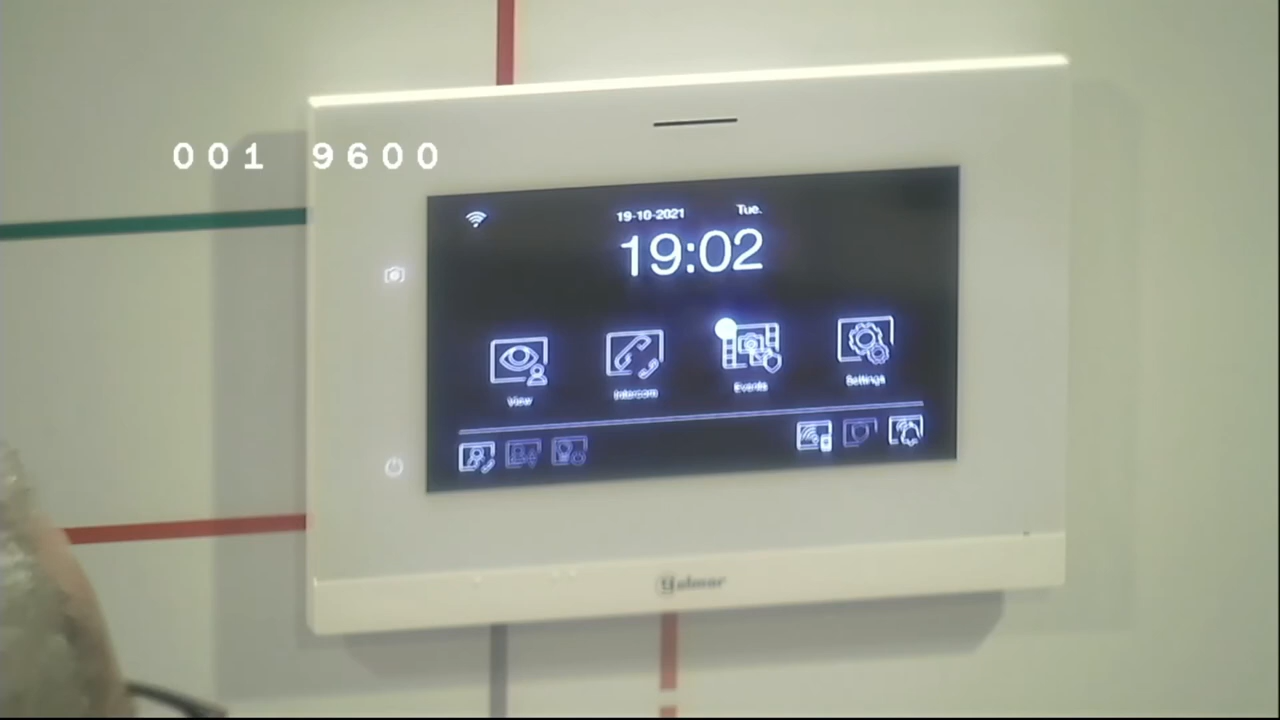 001 9600
19-10-2021 Tue.
19:02
View Intercom Events Settings
Golmar